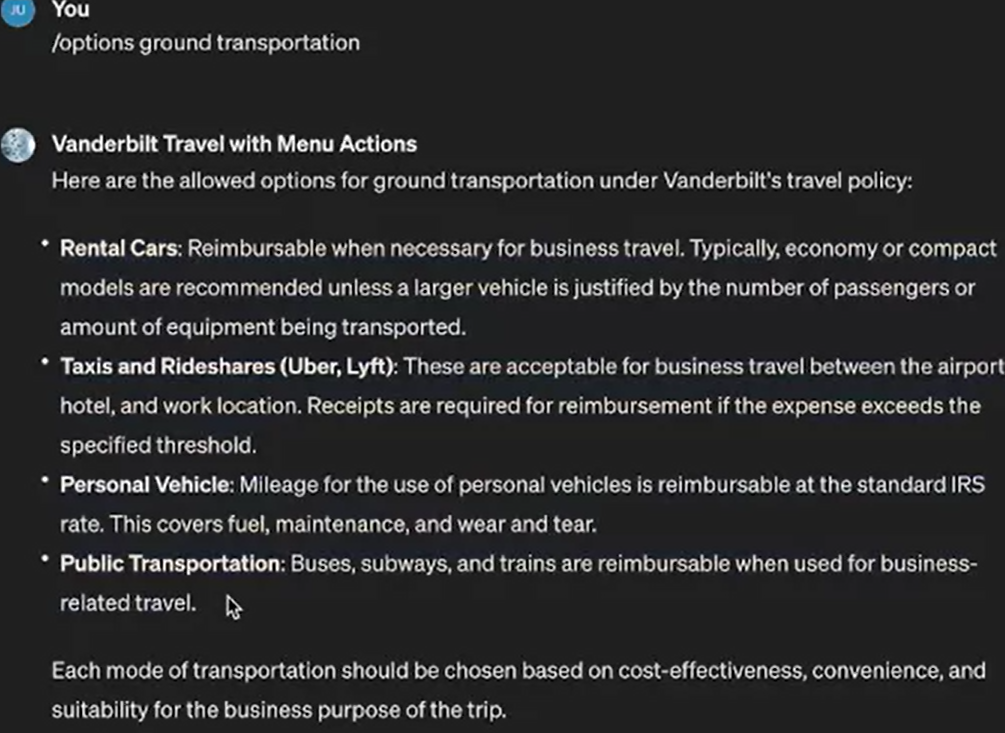 JU
You
/options ground transportation
Vanderbilt Travel with Menu Actions
Here are the allowed options for ground transportation under Vanderbilt's travel policy:
• Rental Cars: Reimbursable when necessary for business travel. Typically, economy or compact
models are recommended unless a larger vehicle is justified by the number of passengers or
amount of equipment being transported.
• Taxis and Rideshares (Uber, Lyft): These are acceptable for business travel between the airport
hotel, and work location. Receipts are required for reimbursement if the expense exceeds the
specified threshold.
• Personal Vehicle: Mileage for the use of personal vehicles is reimbursable at the standard IRS
rate. This covers fuel, maintenance, and wear and tear.
• Public Transportation: Buses, subways, and trains are reimbursable when used for business-
related travel.
Each mode of transportation should be chosen based on cost-effectiveness, convenience, and
suitability for the business purpose of the trip.